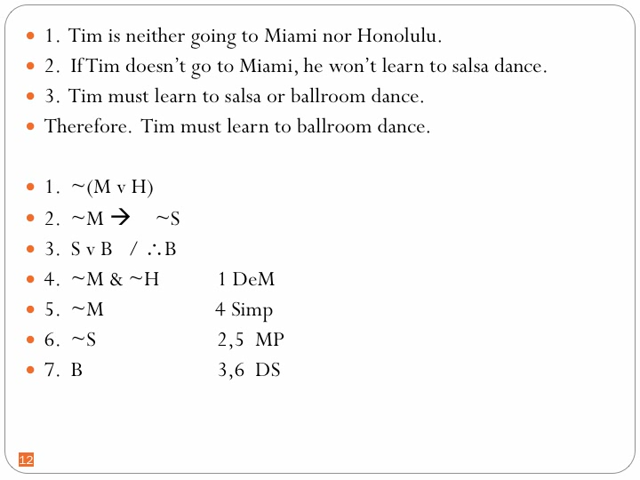 1. Tim is neither going to Miami nor Honolulu.
2. If Tim doesn't go to Miami, he won't learn to salsa dance.
3. Tim must learn to salsa or ballroom dance.
Therefore. Tim must learn to ballroom dance.
1. ~(M v H)
2. ~M → ~S
3. S v B / ∴B
4. ~M & ~H 1 DeM
5. ~M 4 Simp
6. ~S 2,5 MP
7. B 3,6 DS
12